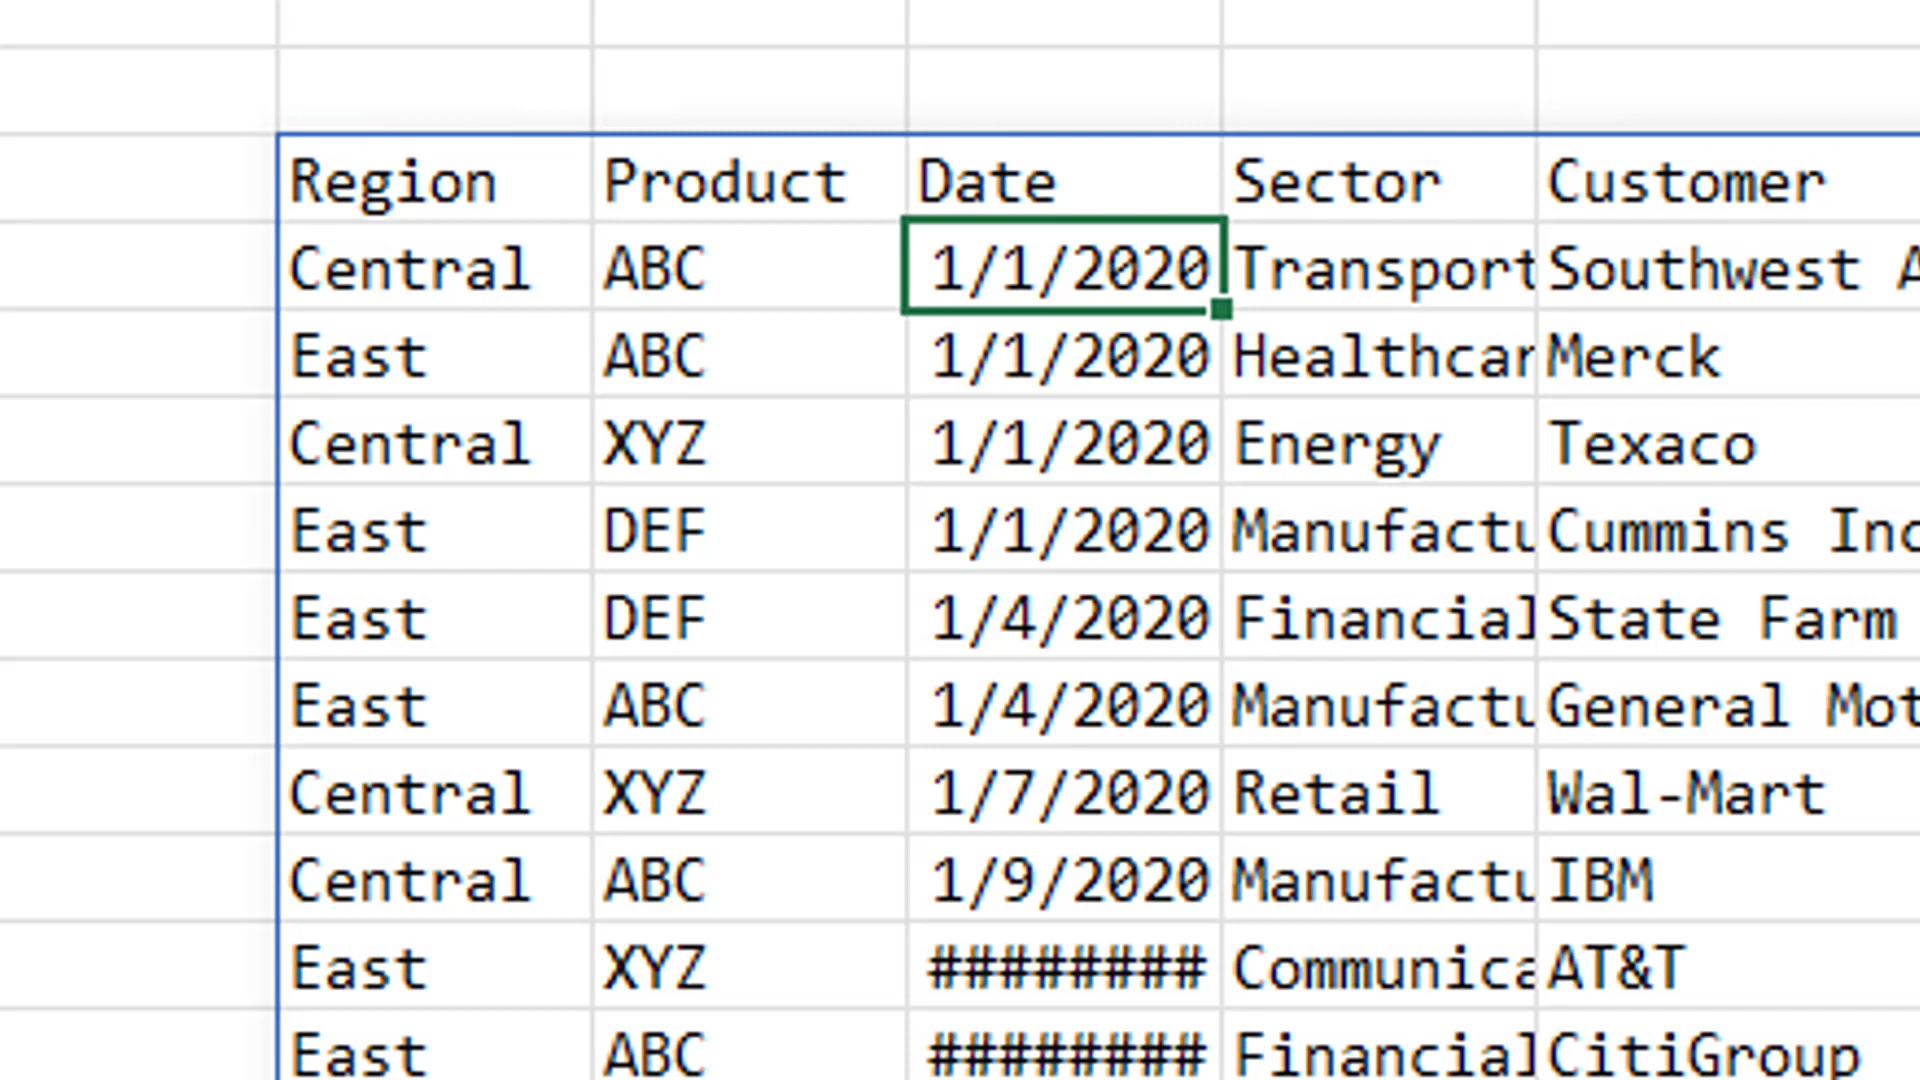 Region Product Date Sector Customer
Central ABC 1/1/2020 Transport Southwest A
East ABC 1/1/2020 Healthcar Merck
Central XYZ 1/1/2020 Energy Texaco
East DEF 1/1/2020 Manufactu Cummins Inc
East DEF 1/4/2020 Financial State Farm
East ABC 1/4/2020 Manufactu General Mot
Central XYZ 1/7/2020 Retail Wal-Mart
Central ABC 1/9/2020 Manufactu IBM
East XYZ ######## Communica AT&T
East ABC ######## Financial CitiGroup